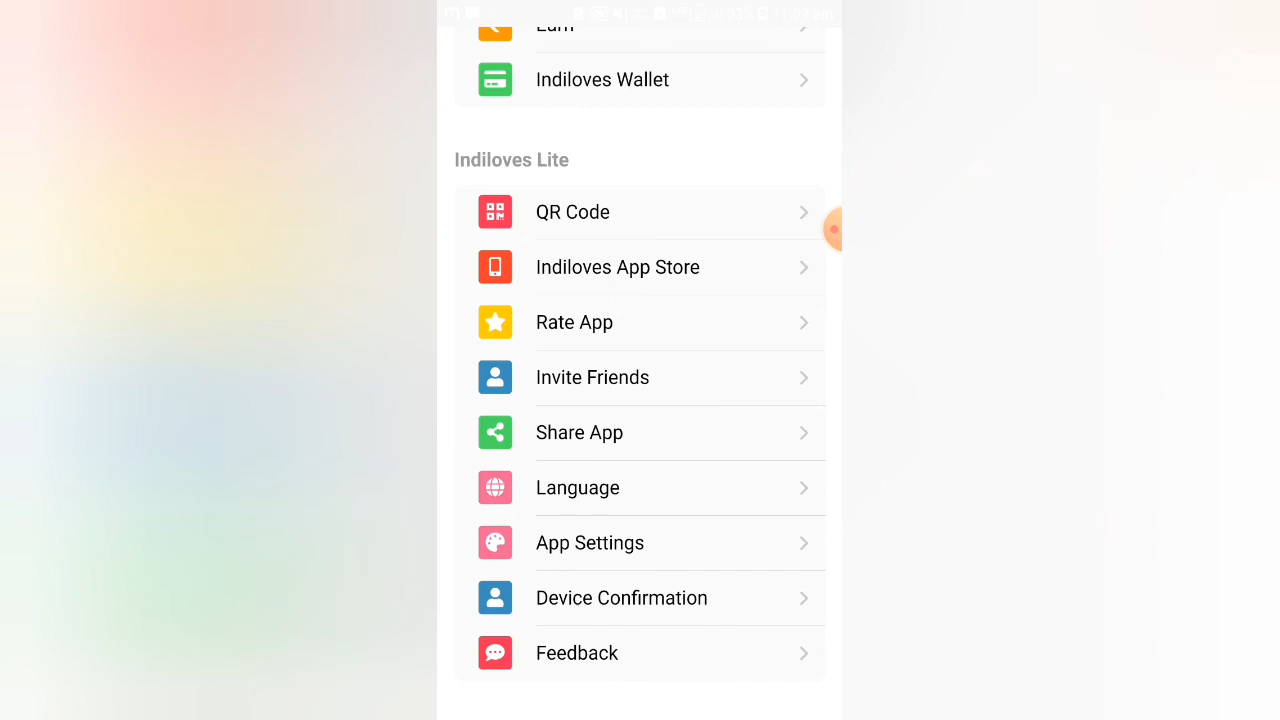 Earn
Indiloves Wallet
Indiloves Lite
QR Code
Indiloves App Store
Rate App
Invite Friends
Share App
Language
App Settings
Device Confirmation
Feedback